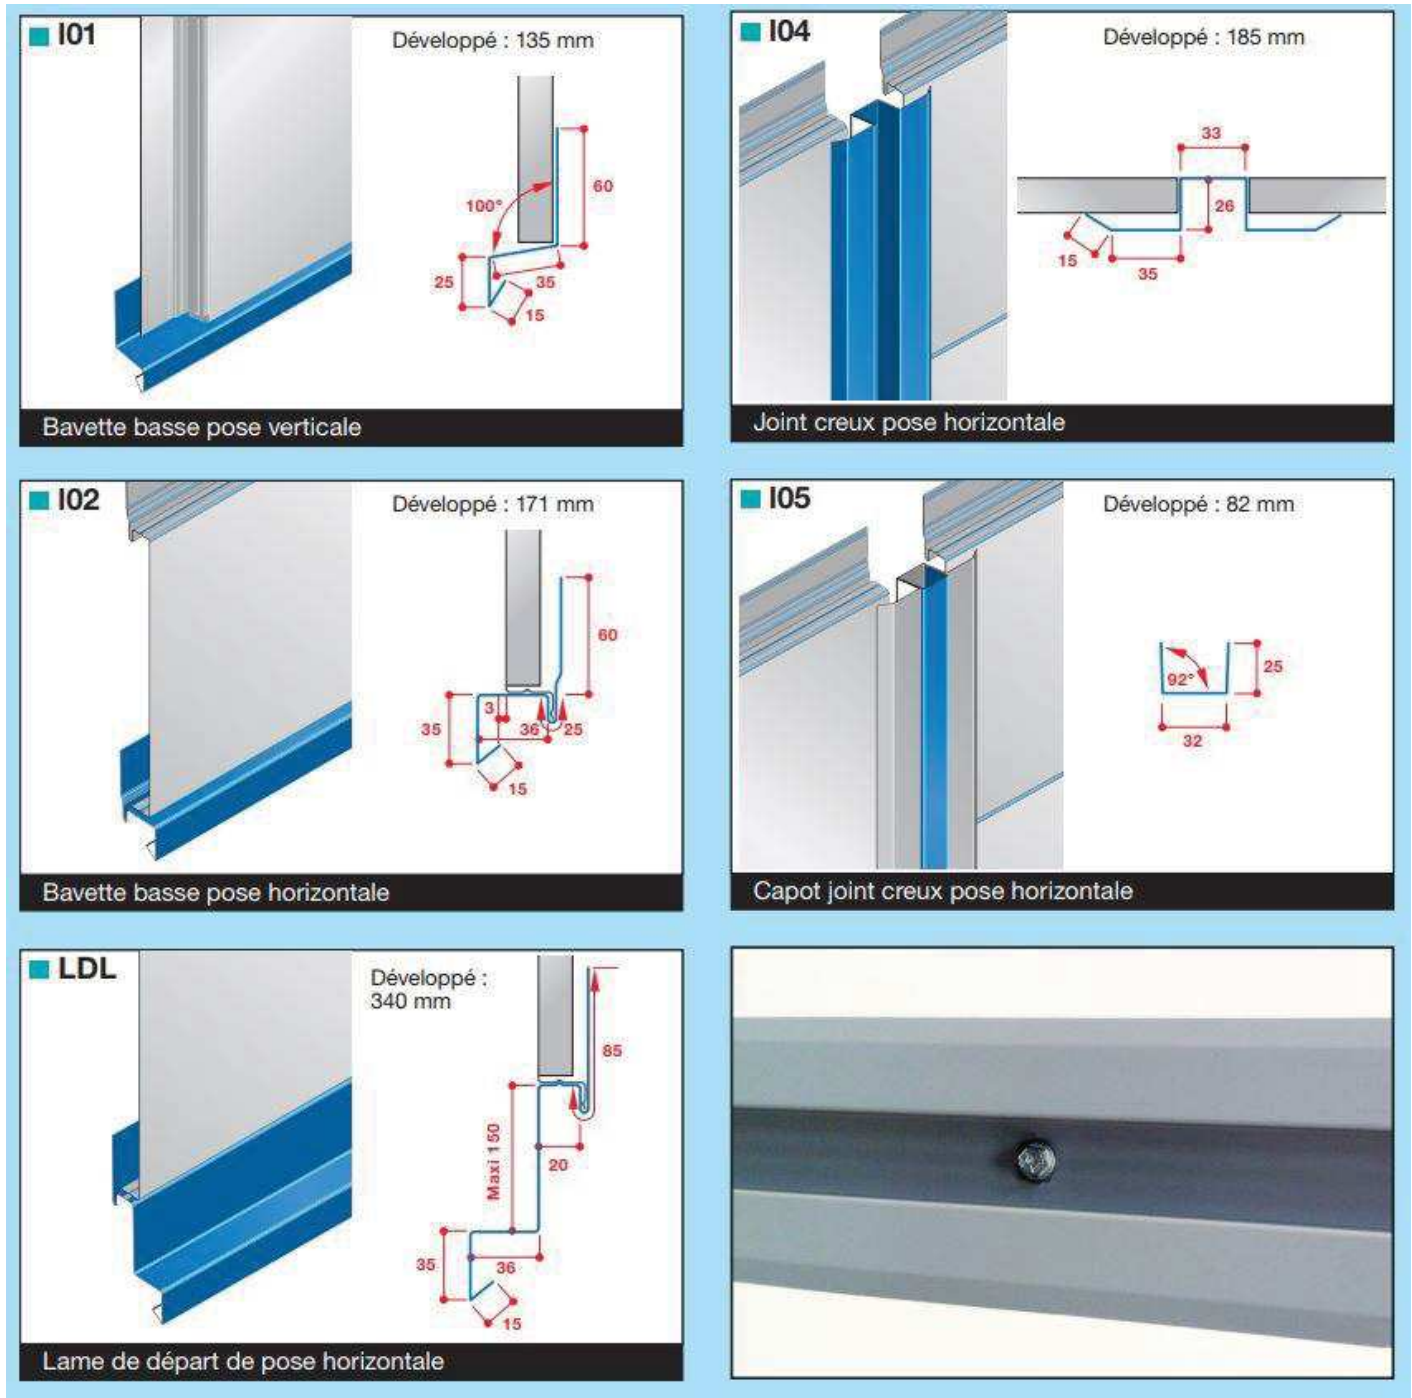 I01
Développé : 135 mm
60
100°
25
35
15
Bavette basse pose verticale
I04
Développé : 185 mm
33
26
15
35
Joint creux pose horizontale
I02
Développé : 171 mm
60
35
3
36
25
15
Bavette basse pose horizontale
I05
Développé : 82 mm
92°
25
32
Capot joint creux pose horizontale
LDL
Développé :
340 mm
85
Maxi 150
20
35
36
15
Lame de départ de pose horizontale